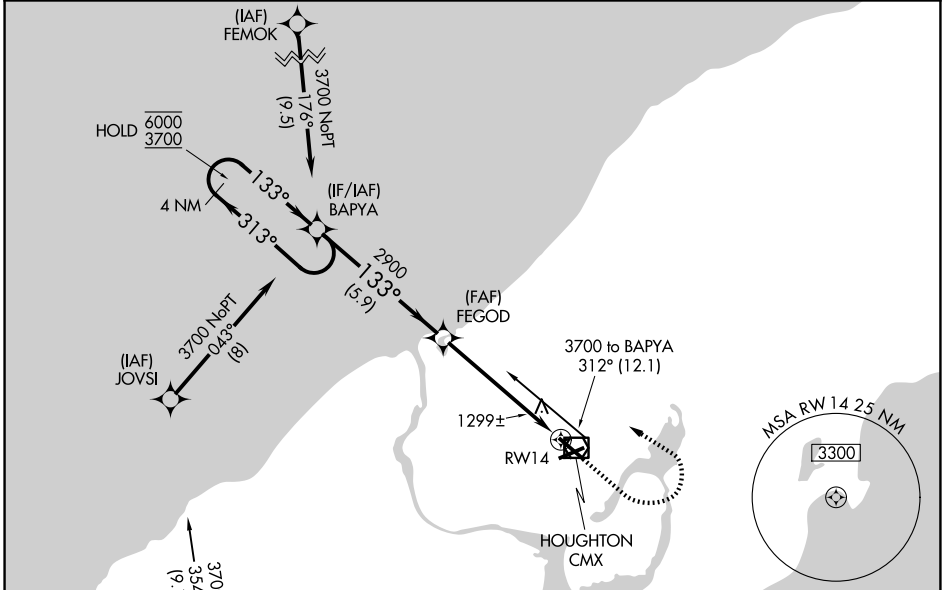 (IAF)
FEMOK
3700 NoPT
176°
(9.5)
HOLD
6000
3700
133°
4 NM
313°
(IF/IAF)
BAPYA
2900
133°
(5.9)
3700 NoPT
043°
(8)
(IAF)
JOVSI
(FAF)
FEGOD
3700 to BAPYA
312° (12.1)
1299±
RW14
HOUGHTON
CMX
MSA RW 14 25 NM
3300